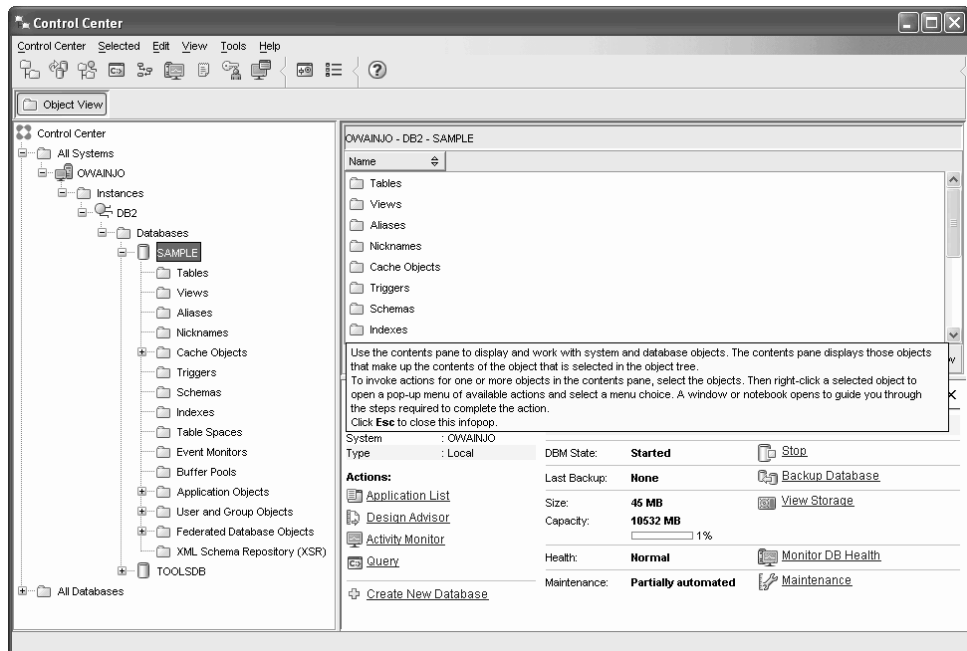 Control Center
Control Center Selected Edit View Tools Help
Object View
Control Center
All Systems
OWAINJO
Instances
DB2
Databases
SAMPLE
Tables
Views
Aliases
Nicknames
Cache Objects
Triggers
Schemas
Indexes
Table Spaces
Event Monitors
Buffer Pools
Application Objects
User and Group Objects
Federated Database Objects
XML Schema Repository (XSR)
TOOLSDB
All Databases
OWAINJO - DB2 - SAMPLE
Name
Tables
Views
Aliases
Nicknames
Cache Objects
Triggers
Schemas
Indexes
Use the contents pane to display and work with system and database objects. The contents pane displays those objects
that make up the contents of the object that is selected in the object tree.
To invoke actions for one or more objects in the contents pane, select the objects. Then right-click a selected object to
open a pop-up menu of available actions and select a menu choice. A window or notebook opens to guide you through
the steps required to complete the action.
Click Esc to close this infopop.
System : OWAINJO
Type : Local
Actions:
Application List
Design Advisor
Activity Monitor
Query
Create New Database
DBM State: Started Stop
Last Backup: None Backup Database
Size: 45 MB View Storage
Capacity: 10532 MB
1%
Health: Normal Monitor DB Health
Maintenance: Partially automated Maintenance